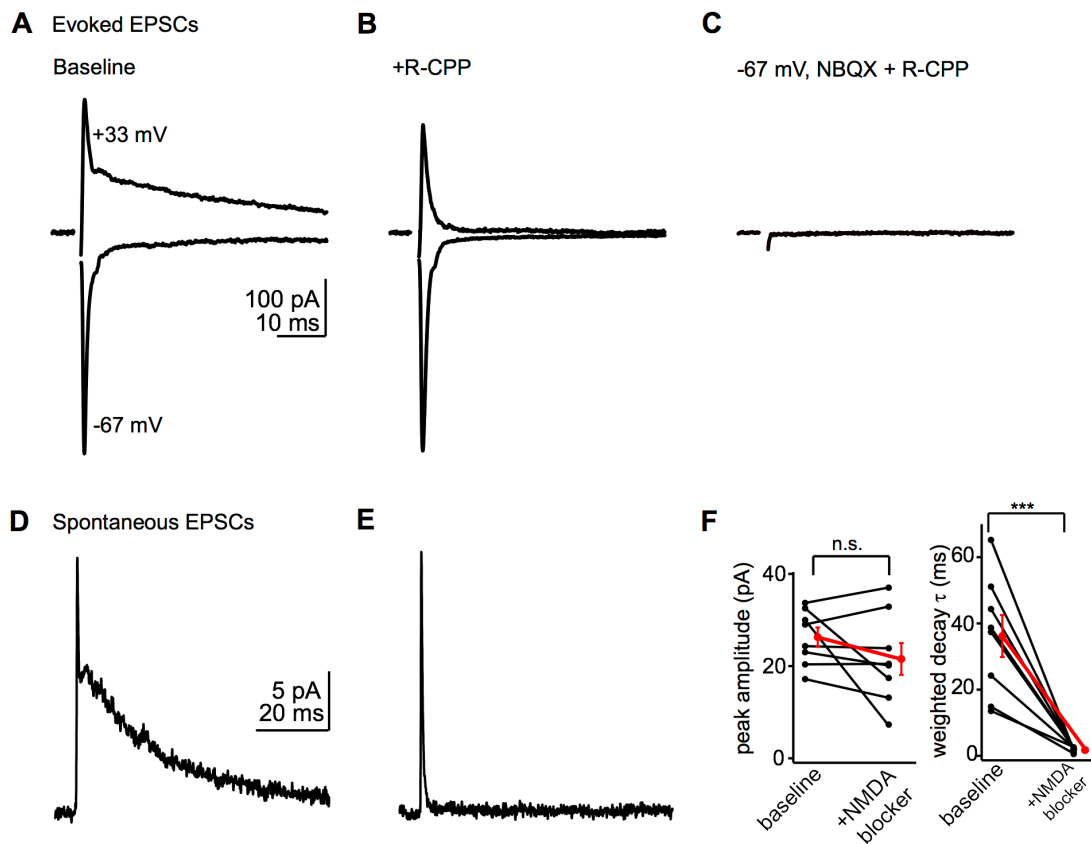 A Evoked EPSCs
Baseline
+33 mV
100 pA
10 ms
-67 mV
B
+R-CPP
C
-67 mV, NBQX + R-CPP
D Spontaneous EPSCs
5 pA
20 ms
E
F
n.s.
peak amplitude (pA)
40
20
0
baseline
+NMDA
blocker
***
weighted decay τ (ms)
60
40
20
0
baseline
+NMDA
blocker